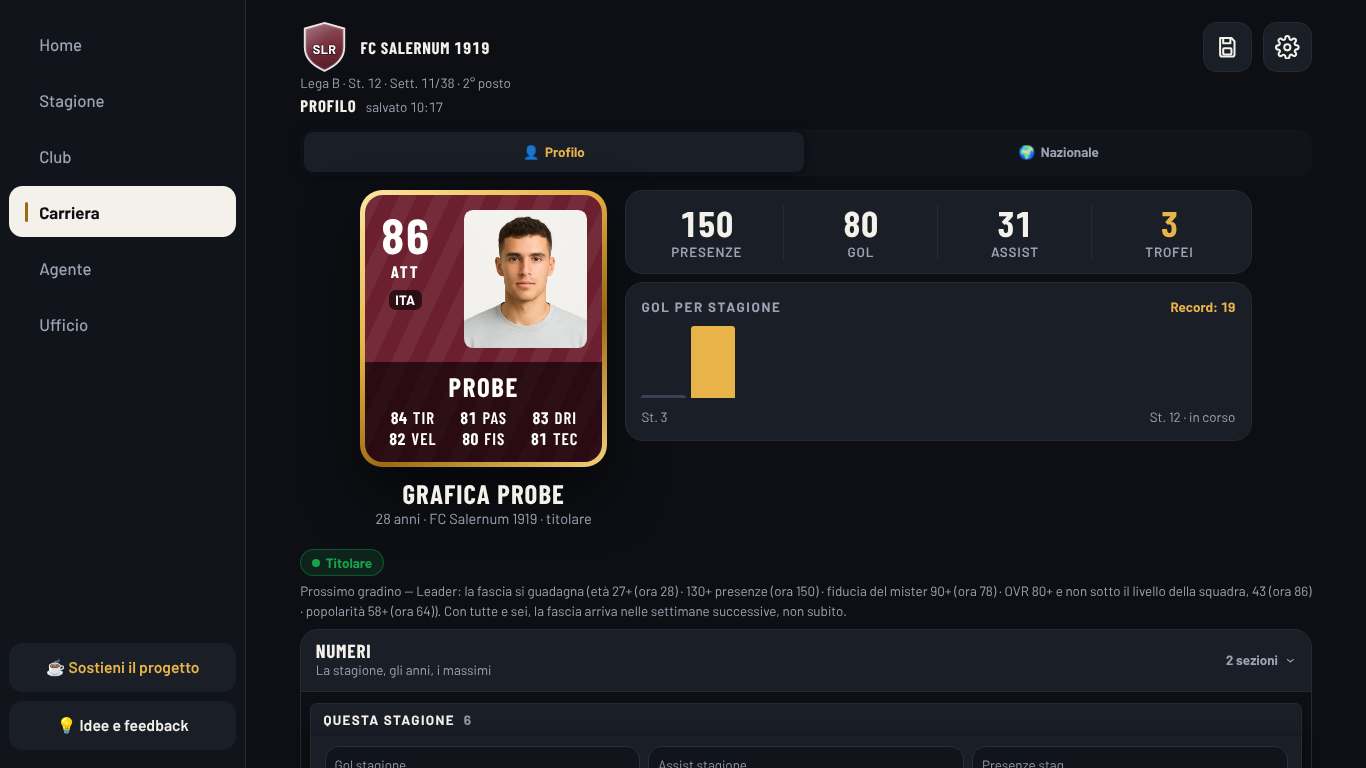 Home
Stagione
Club
Carriera
Agente
Ufficio
☕ Sostieni il progetto
💡 Idee e feedback
SLR
FC SALERNUM 1919
Lega B · St. 12 · Sett. 11/38 · 2° posto
PROFILO salvato 10:17
👤 Profilo
🌍 Nazionale
86
ATT
ITA
PROBE
84 TIR 81 PAS 83 DRI
82 VEL 80 FIS 81 TEC
GRAFICA PROBE
28 anni · FC Salernum 1919 · titolare
150 80 31 3
PRESENZE GOL ASSIST TROFEI
GOL PER STAGIONE Record: 19
St. 3 St. 12 · in corso
Titolare
Prossimo gradino — Leader: la fascia si guadagna (età 27+ (ora 28) · 130+ presenze (ora 150) · fiducia del mister 90+ (ora 78) · OVR 80+ e non sotto il livello della squadra, 43 (ora 86)
· popolarità 58+ (ora 64)). Con tutte e sei, la fascia arriva nelle settimane successive, non subito.
NUMERI
La stagione, gli anni, i massimi
2 sezioni
QUESTA STAGIONE 6
Gol stagione Assist stagione Presenze stag.